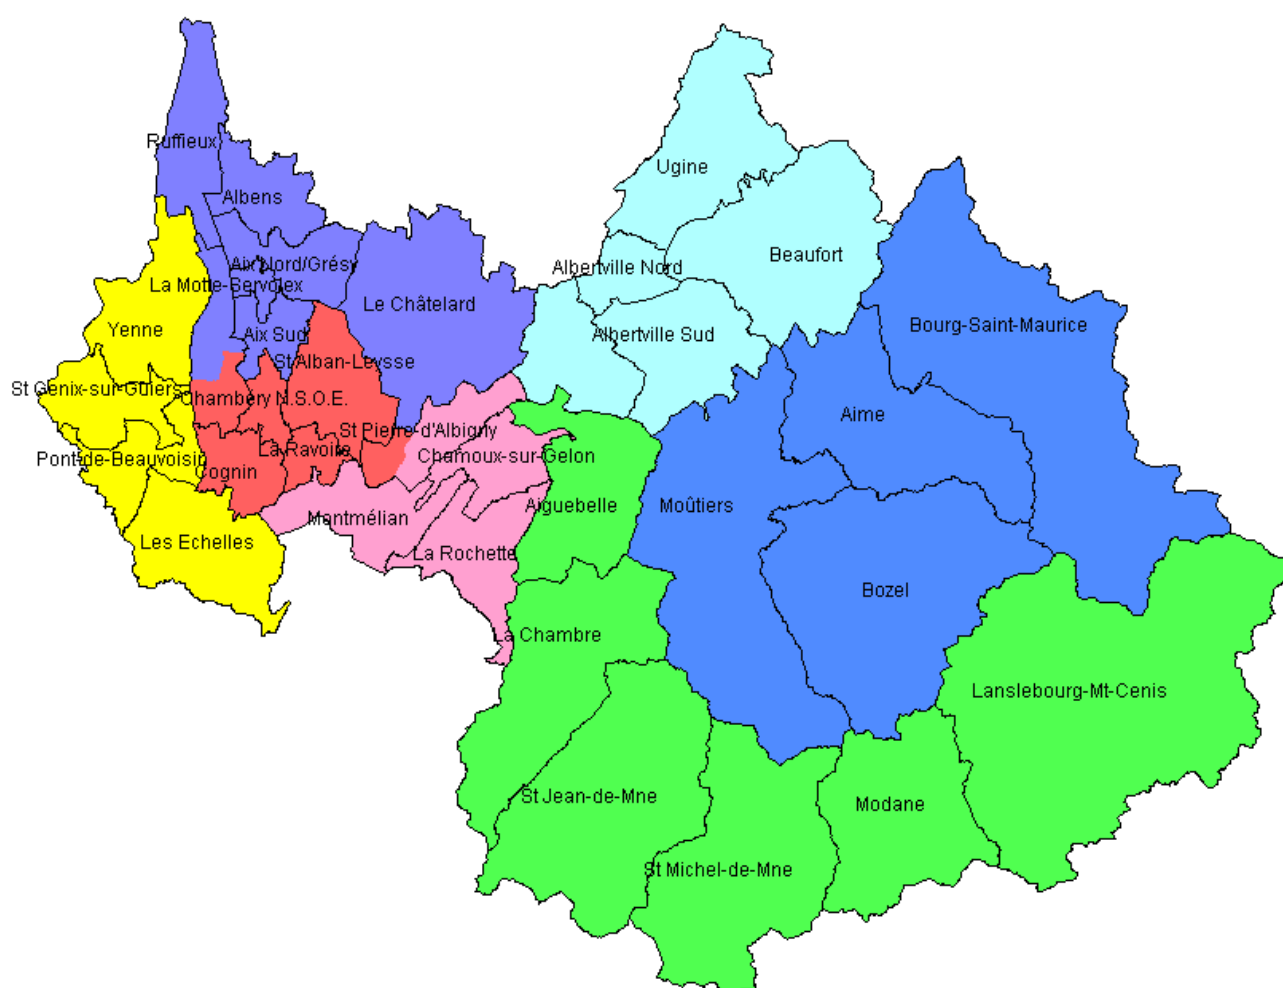 Ruffieux
Ugine
Albens
Beaufort
Aix Nord/Grésy
Albertville Nord
La Motte-Servolex
Le Châtelard
Yenne
Aix Sud
Albertville Sud
Bourg-Saint-Maurice
St Alban-Leysse
St Genix-sur-Guiers
Chambéry N.S.O.E.
Aime
St Pierre-d'Albigny
La Ravoire
Chamoux-sur-Gelon
Pont-de-Beauvoisin
Cognin
Aiguebelle
Moûtiers
Montmélian
Les Echelles
La Rochette
Bozel
La Chambre
Lanslebourg-Mt-Cenis
St Jean-de-Mne
Modane
St Michel-de-Mne